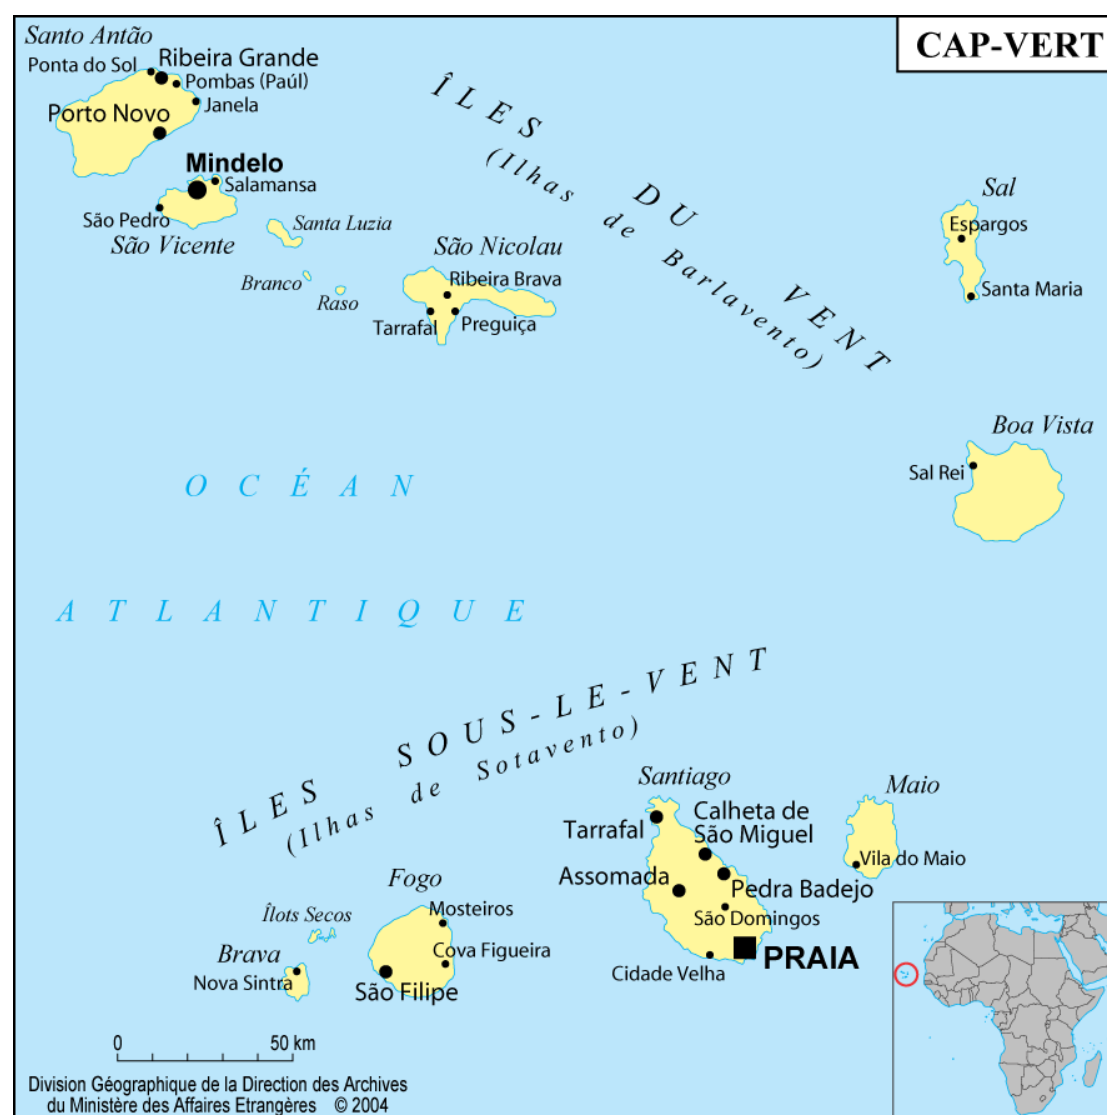 CAP-VERT
Santo Antão
Ponta do Sol
Ribeira Grande
Pombas (Paúl)
Janela
Porto Novo
Mindelo
Salamansa
São Pedro
São Vicente
Santa Luzia
Branco
Raso
São Nicolau
Ribeira Brava
Tarrafal
Preguiça
ÎLES DU VENT
(Ilhas de Barlavento)
Sal
Espargos
Santa Maria
Boa Vista
Sal Rei
OCÉAN
ATLANTIQUE
ÎLES SOUS-LE-VENT
(Ilhas de Sotavento)
Santiago
Tarrafal
Calheta de
São Miguel
Assomada
Pedra Badejo
São Domingos
Cidade Velha
PRAIA
Maio
Vila do Maio
Fogo
Mosteiros
Cova Figueira
São Filipe
Îlots Secos
Brava
Nova Sintra
0 50 km
Division Géographique de la Direction des Archives
du Ministère des Affaires Etrangères © 2004